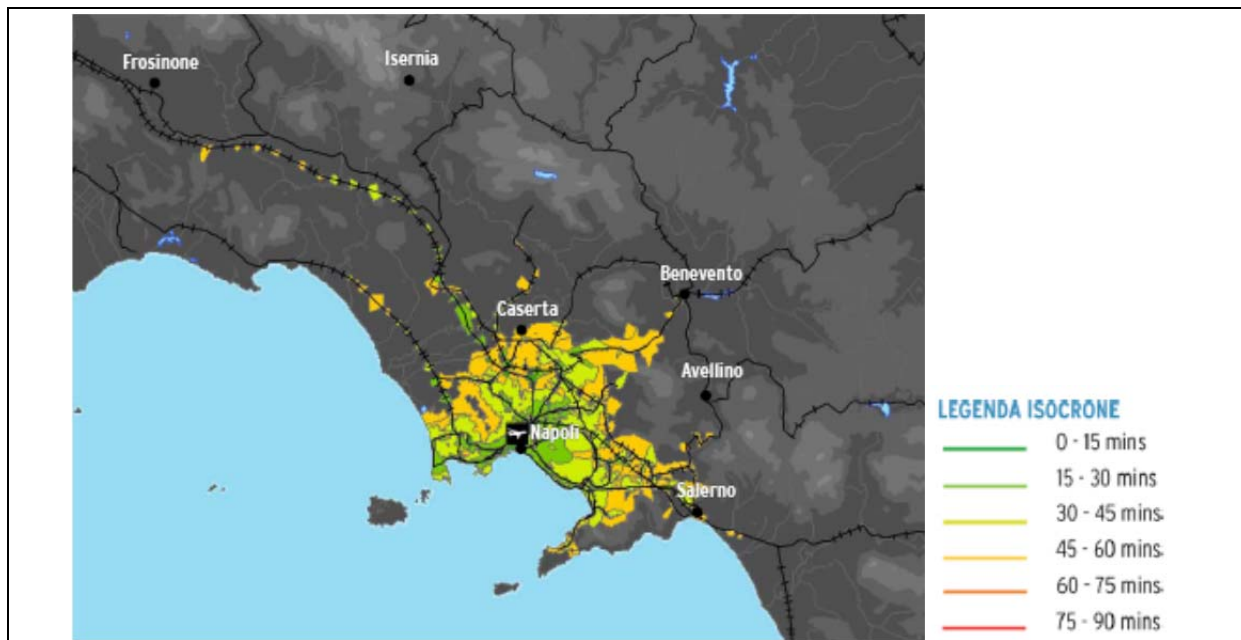 Frosinone
Isernia
Benevento
Caserta
Avellino
Napoli
Salerno
LEGENDA ISOCRONE
0 - 15 mins
15 - 30 mins
30 - 45 mins.
45 - 60 mins.
60 - 75 mins
75 - 90 mins